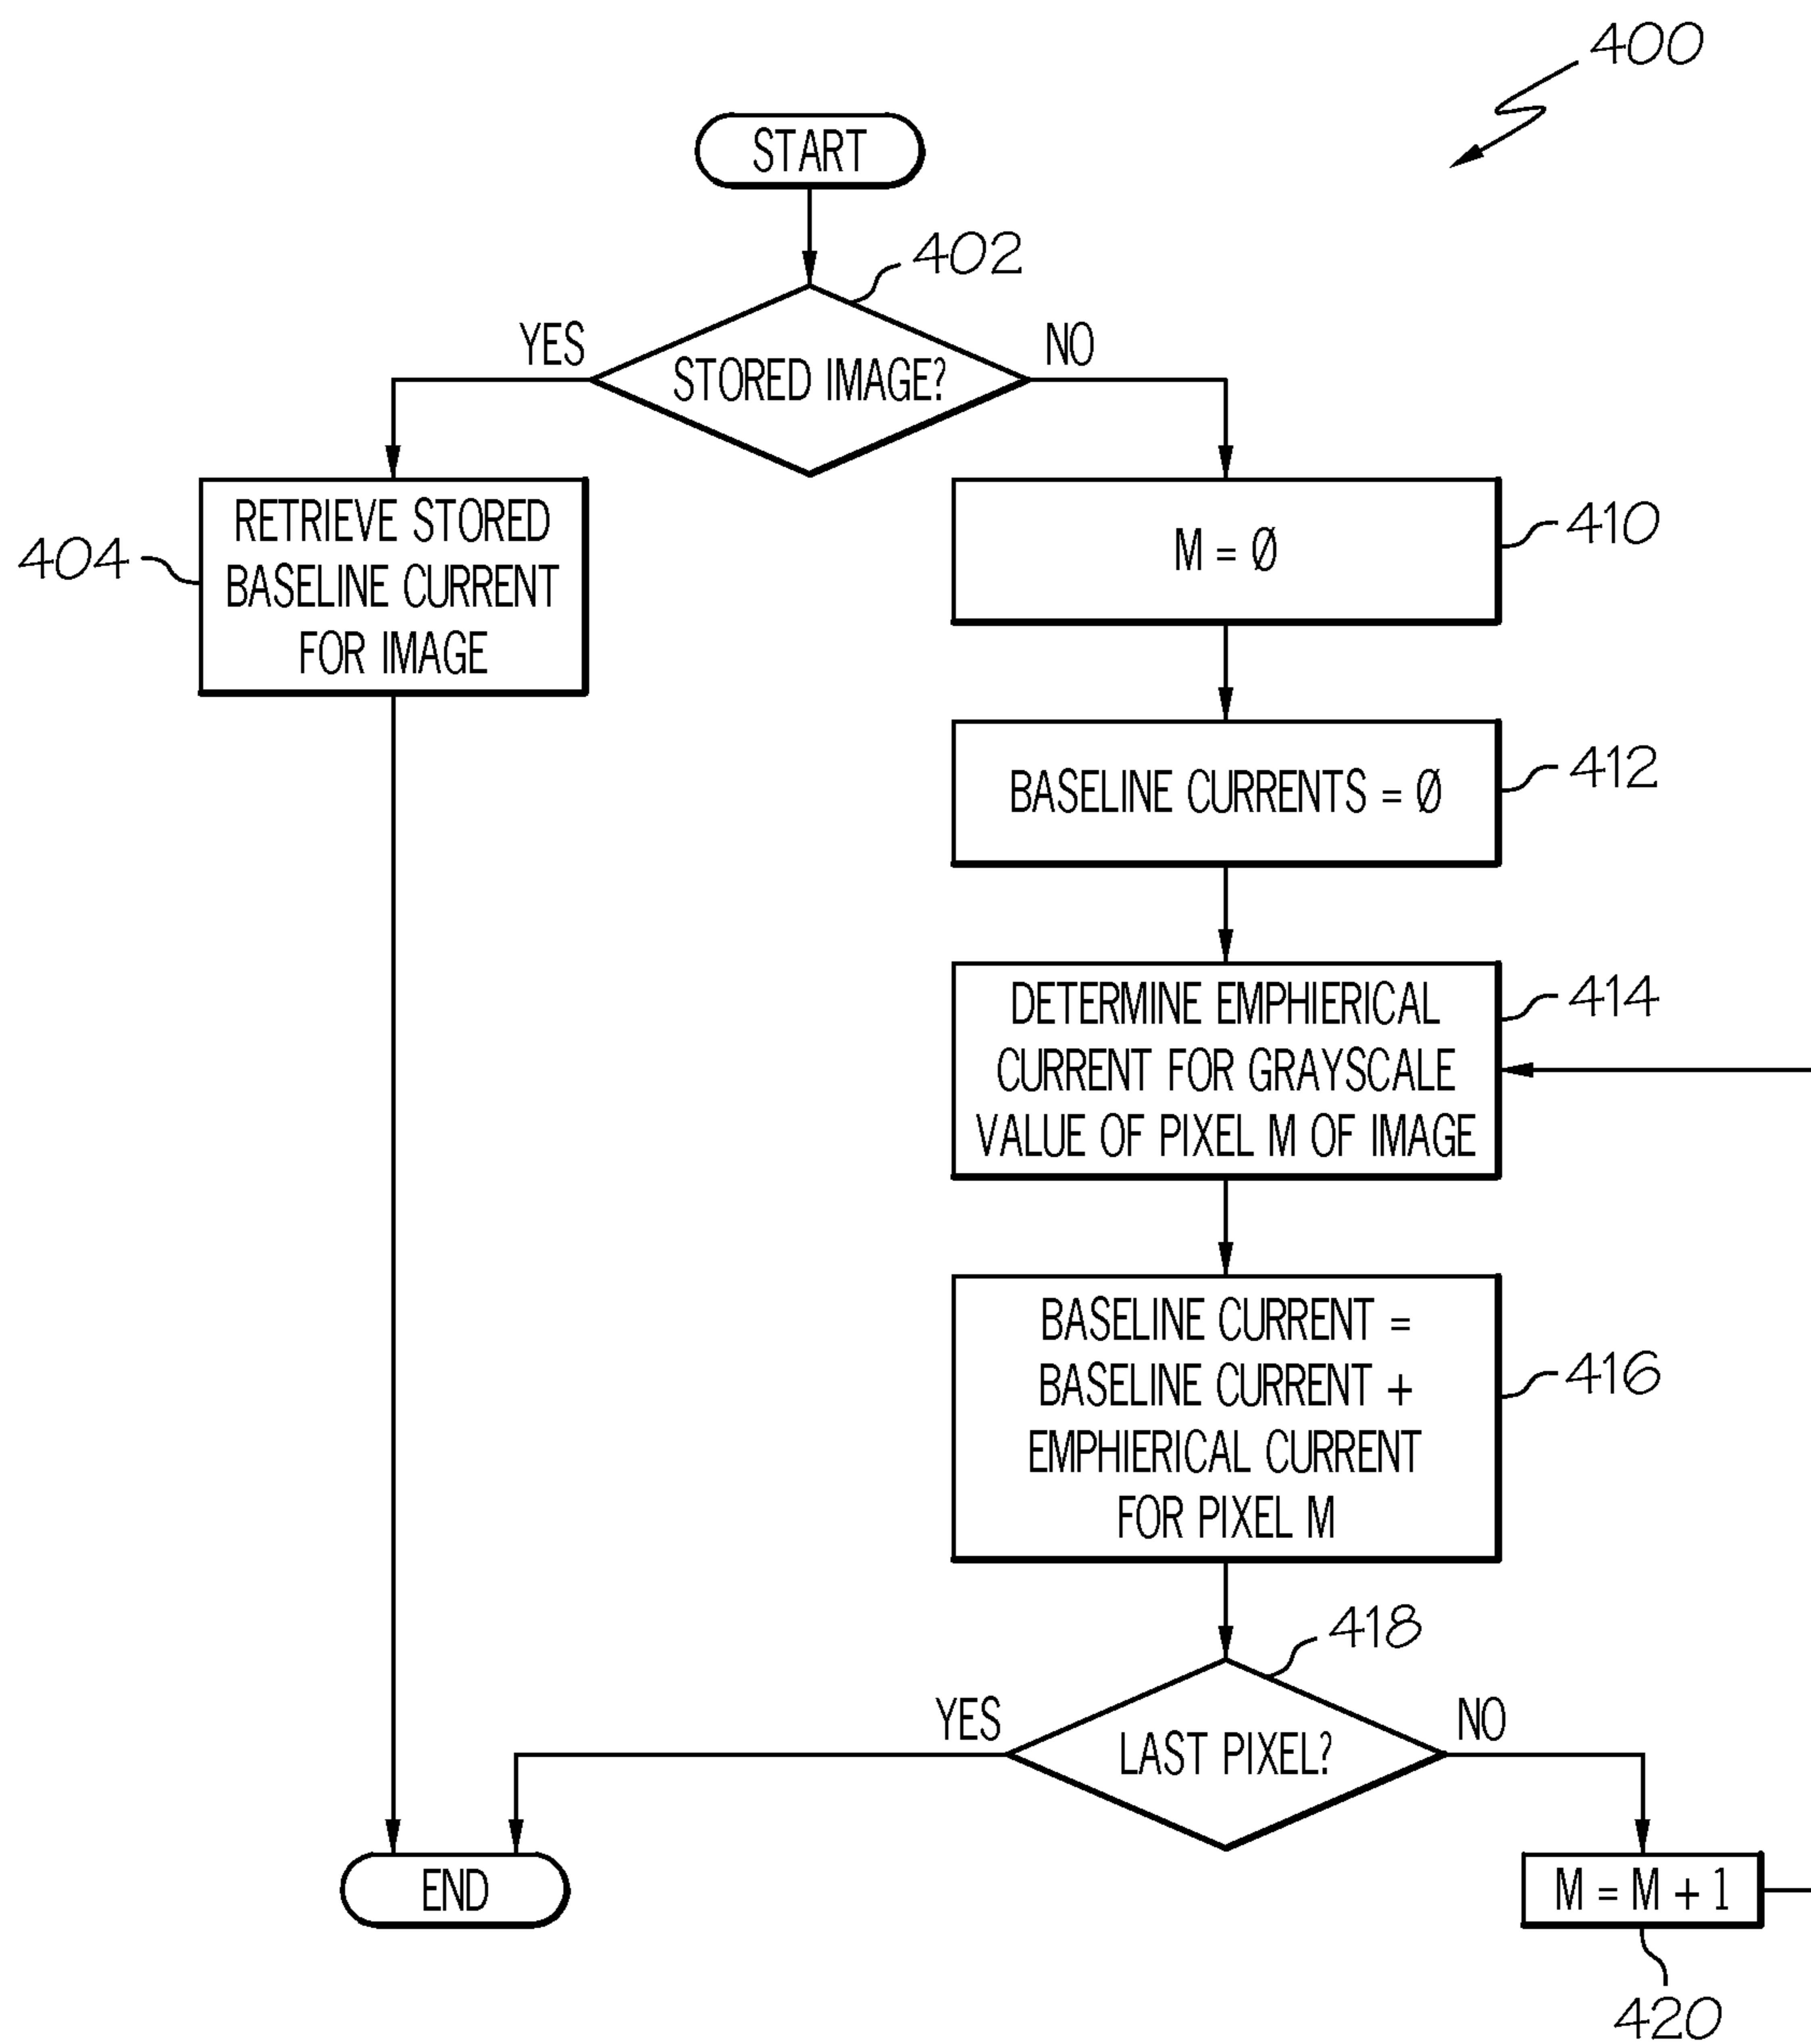 400
START
402
YES
NO
STORED IMAGE?
RETRIEVE STORED
BASELINE CURRENT
FOR IMAGE
404
M = Ø
410
BASELINE CURRENTS = Ø
412
DETERMINE EMPHIERICAL
CURRENT FOR GRAYSCALE
VALUE OF PIXEL M OF IMAGE
414
BASELINE CURRENT =
BASELINE CURRENT +
EMPHIERICAL CURRENT
FOR PIXEL M
416
418
YES
NO
LAST PIXEL?
END
M = M + 1
420